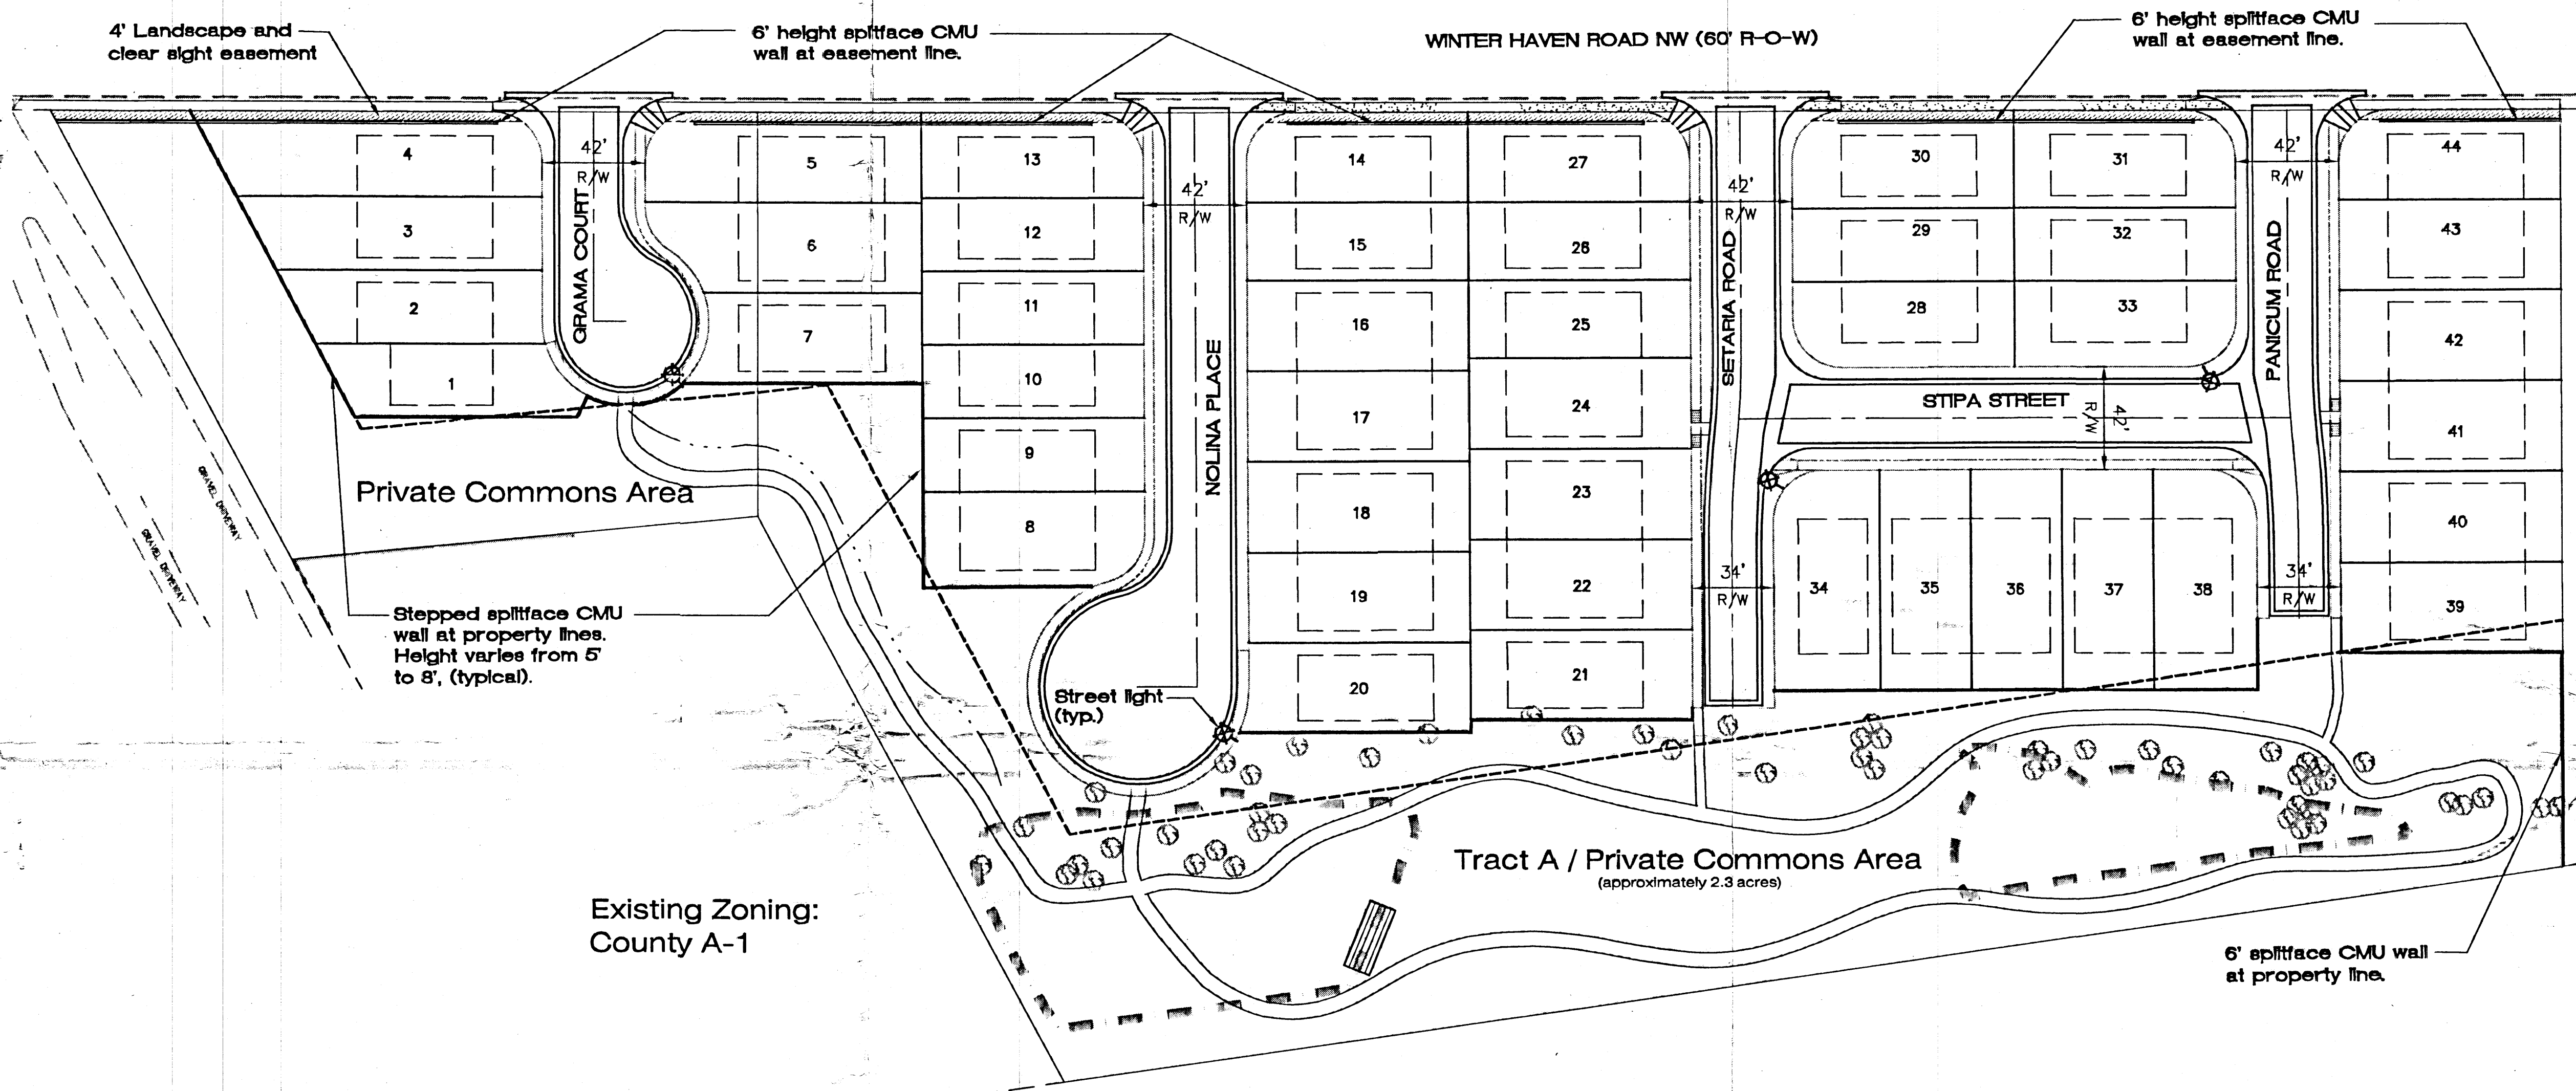 4' Landscape and
clear sight easement
6' height splitface CMU
wall at easement line.
WINTER HAVEN ROAD NW (60' R-O-W)
6' height splitface CMU
wall at easement line.
4
3
2
1
42'
R/W
GRAMA COURT
5
6
7
13
12
11
10
9
8
42'
R/W
NOLINA PLACE
14
15
16
17
18
19
20
27
26
25
24
23
22
21
42'
R/W
SETARIA ROAD
34'
R/W
30
31
29
32
28
33
STIPA STREET
42'
R/W
34
35
36
37
38
42'
R/W
PANICUM ROAD
34'
R/W
44
43
42
41
40
39
GRAVEL DRIVEWAY
GRAVEL DRIVEWAY
Private Commons Area
Stepped splitface CMU
wall at property lines.
Height varies from 5'
to 8', (typical).
Street light
(typ.)
Tract A / Private Commons Area
(approximately 2.3 acres)
Existing Zoning:
County A-1
6' splitface CMU wall
at property line.